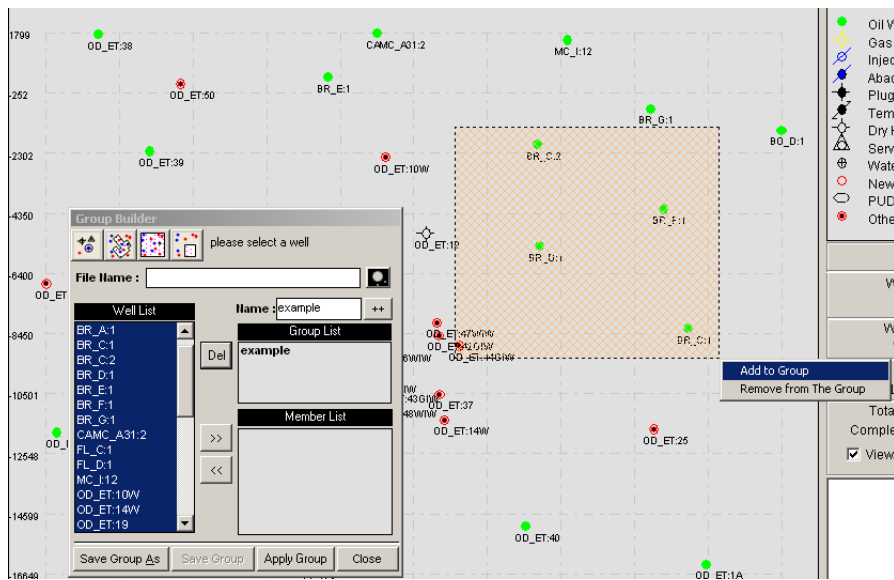 1799
-252
-2302
-4350
-6400
-8450
-10501
-12548
-14599
-16649
OD_ET:38
CAMC_A31:2
MC_I:12
OD_ET:50
BR_E:1
BR_G:1
BO_D:1
OD_ET:39
OD_ET:10W
BR_C:2
BR_F:1
BR_D:1
BR_C:1
OD_ET
OD_ET:37
OD_ET:14W
OD_ET:25
OD_ET:40
OD_ET:1A
Group Builder
please select a well
File Name :
Well List
Name :
example
++
BR_A:1
BR_C:1
BR_C:2
BR_D:1
BR_E:1
BR_F:1
BR_G:1
CAMC_A31:2
FL_C:1
FL_D:1
MC_I:12
OD_ET:10W
OD_ET:14W
OD_ET:19
Del
>>
<<
Group List
example
Member List
Save Group As
Save Group
Apply Group
Close
Add to Group
Remove from The Group
Oil W
Gas
Injec
Plug
Tem
Dry H
Serv
Wate
New
PUD
Othe
W
W
Tota
Comple
View